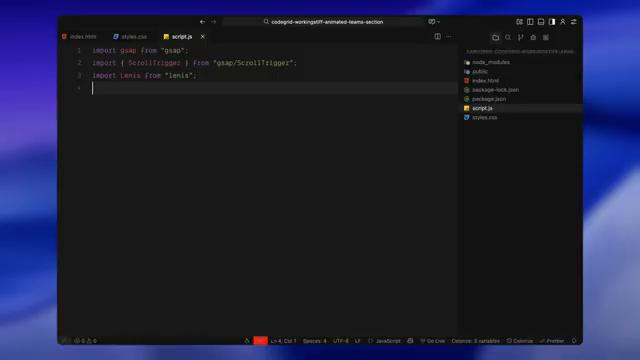 codegrid-workingstiff-animated-teams-section
index.html
styles.css
script.js
1 import gsap from "gsap";
2 import { ScrollTrigger } from "gsap/ScrollTrigger";
3 import Lenis from "lenis";
4
node_modules
public
index.html
package-lock.json
package.json
script.js
styles.css
0 0
Ln 4, Col 1
Spaces: 4
UTF-8
LF
JavaScript
Go Live
Colorize: 3 variables
Colorize
Prettier